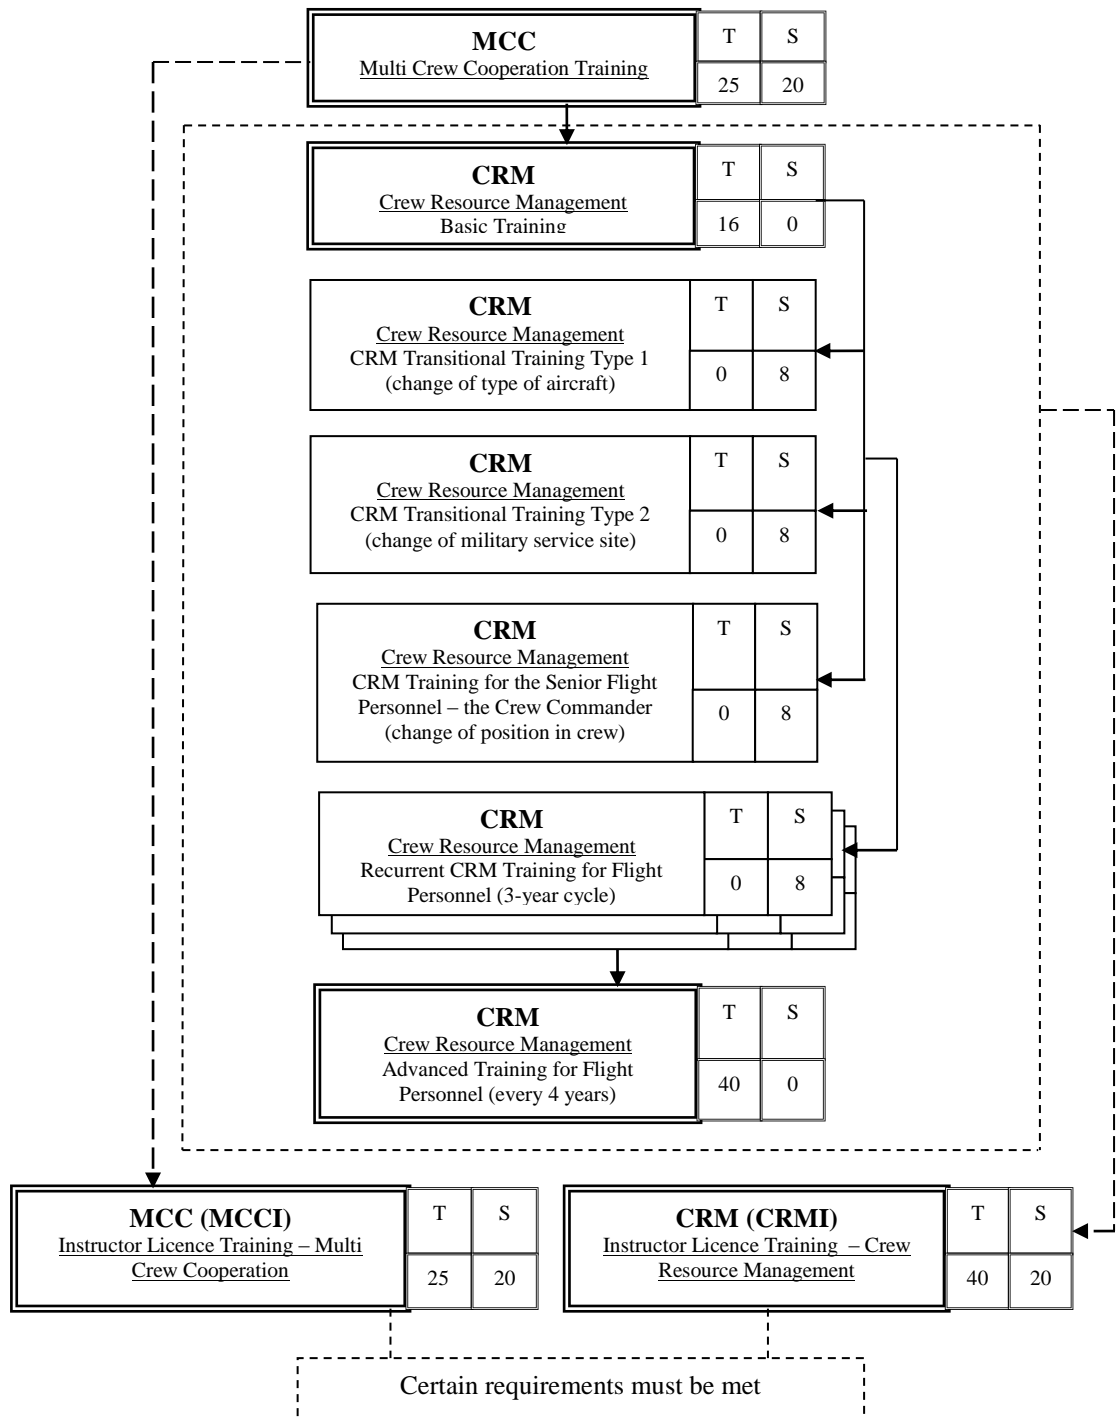 MCC
Multi Crew Cooperation Training
T S
25 20
CRM
Crew Resource Management
Basic Training
T S
16 0
CRM
Crew Resource Management
CRM Transitional Training Type 1
(change of type of aircraft)
T S
0 8
CRM
Crew Resource Management
CRM Transitional Training Type 2
(change of military service site)
T S
0 8
CRM
Crew Resource Management
CRM Training for the Senior Flight
Personnel – the Crew Commander
(change of position in crew)
T S
0 8
CRM
Crew Resource Management
Recurrent CRM Training for Flight
Personnel (3-year cycle)
T S
0 8
CRM
Crew Resource Management
Advanced Training for Flight
Personnel (every 4 years)
T S
40 0
MCC (MCCI)
Instructor Licence Training – Multi
Crew Cooperation
T S
25 20
CRM (CRMI)
Instructor Licence Training – Crew
Resource Management
T S
40 20
Certain requirements must be met